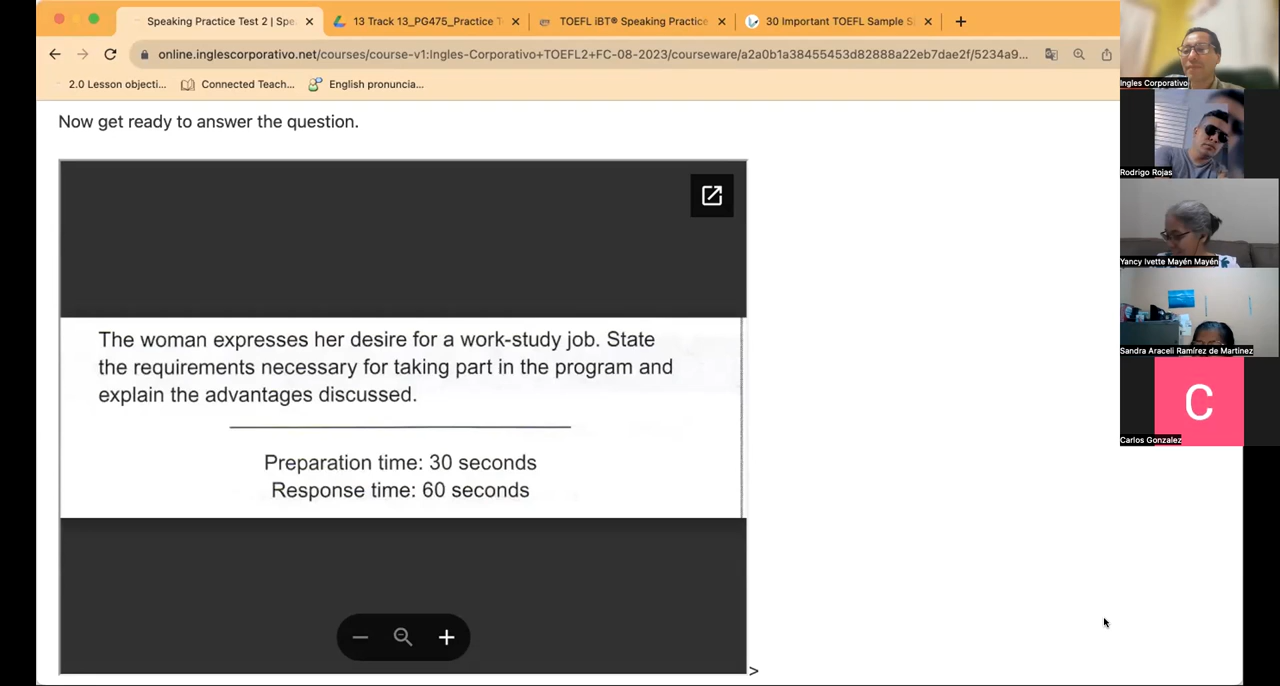 Speaking Practice Test 2 | Spe
13 Track 13_PG475_Practice T
TOEFL iBT® Speaking Practice
30 Important TOEFL Sample S
online.inglescorporativo.net/courses/course-v1:Ingles-Corporativo+TOEFL2+FC-08-2023/courseware/a2a0b1a38455453d82888a22eb7dae2f/5234a9...
2.0 Lesson objecti...
Connected Teach...
English pronuncia...
Now get ready to answer the question.
The woman expresses her desire for a work-study job. State
the requirements necessary for taking part in the program and
explain the advantages discussed.
Preparation time: 30 seconds
Response time: 60 seconds
>
Ingles Corporativo
Rodrigo Rojas
Yancy Ivette Mayén Mayén
Sandra Araceli Ramírez de Martinez
C
Carlos Gonzalez